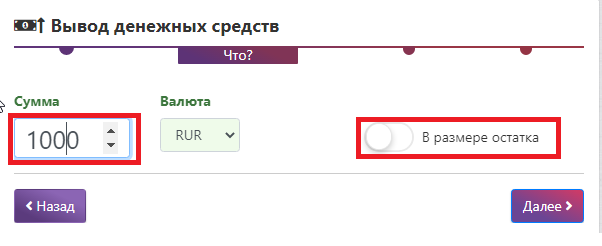 Вывод денежных средств
Что?
Сумма Валюта
1000 RUR В размере остатка
Назад Далее